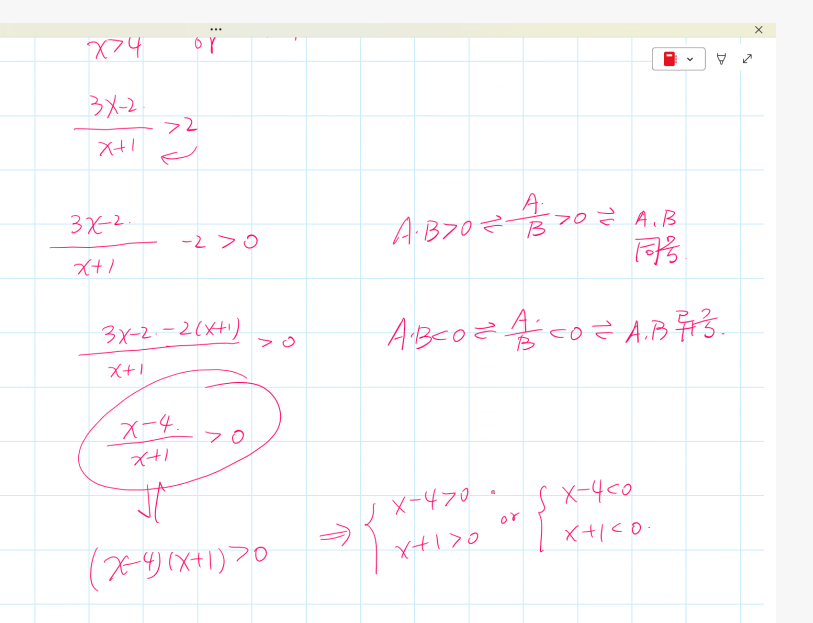 x>4 or
3x-2 / x+1 >2
3x-2 / x+1 -2>0
3x-2-2(x+1) / x+1 >0
x-4 / x+1 >0
(x-4)(x+1)>0
A·B>0 ⇌ A/B >0 ⇌ A.B 同号
A·B<0 ⇌ A/B <0 ⇌ A.B 异号.
⇒ { x-4>0 or { x-4<0
x+1>0 x+1<0.